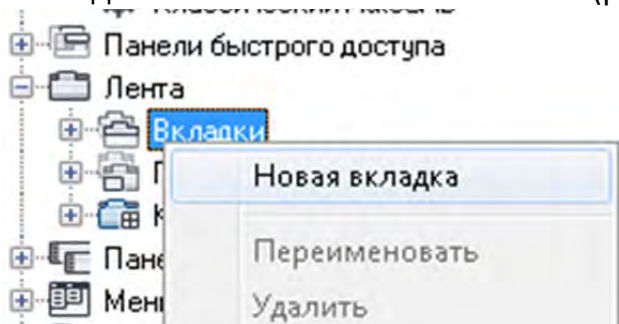 Панели быстрого доступа
Лента
Вкладки
Новая вкладка
Переименовать
Удалить